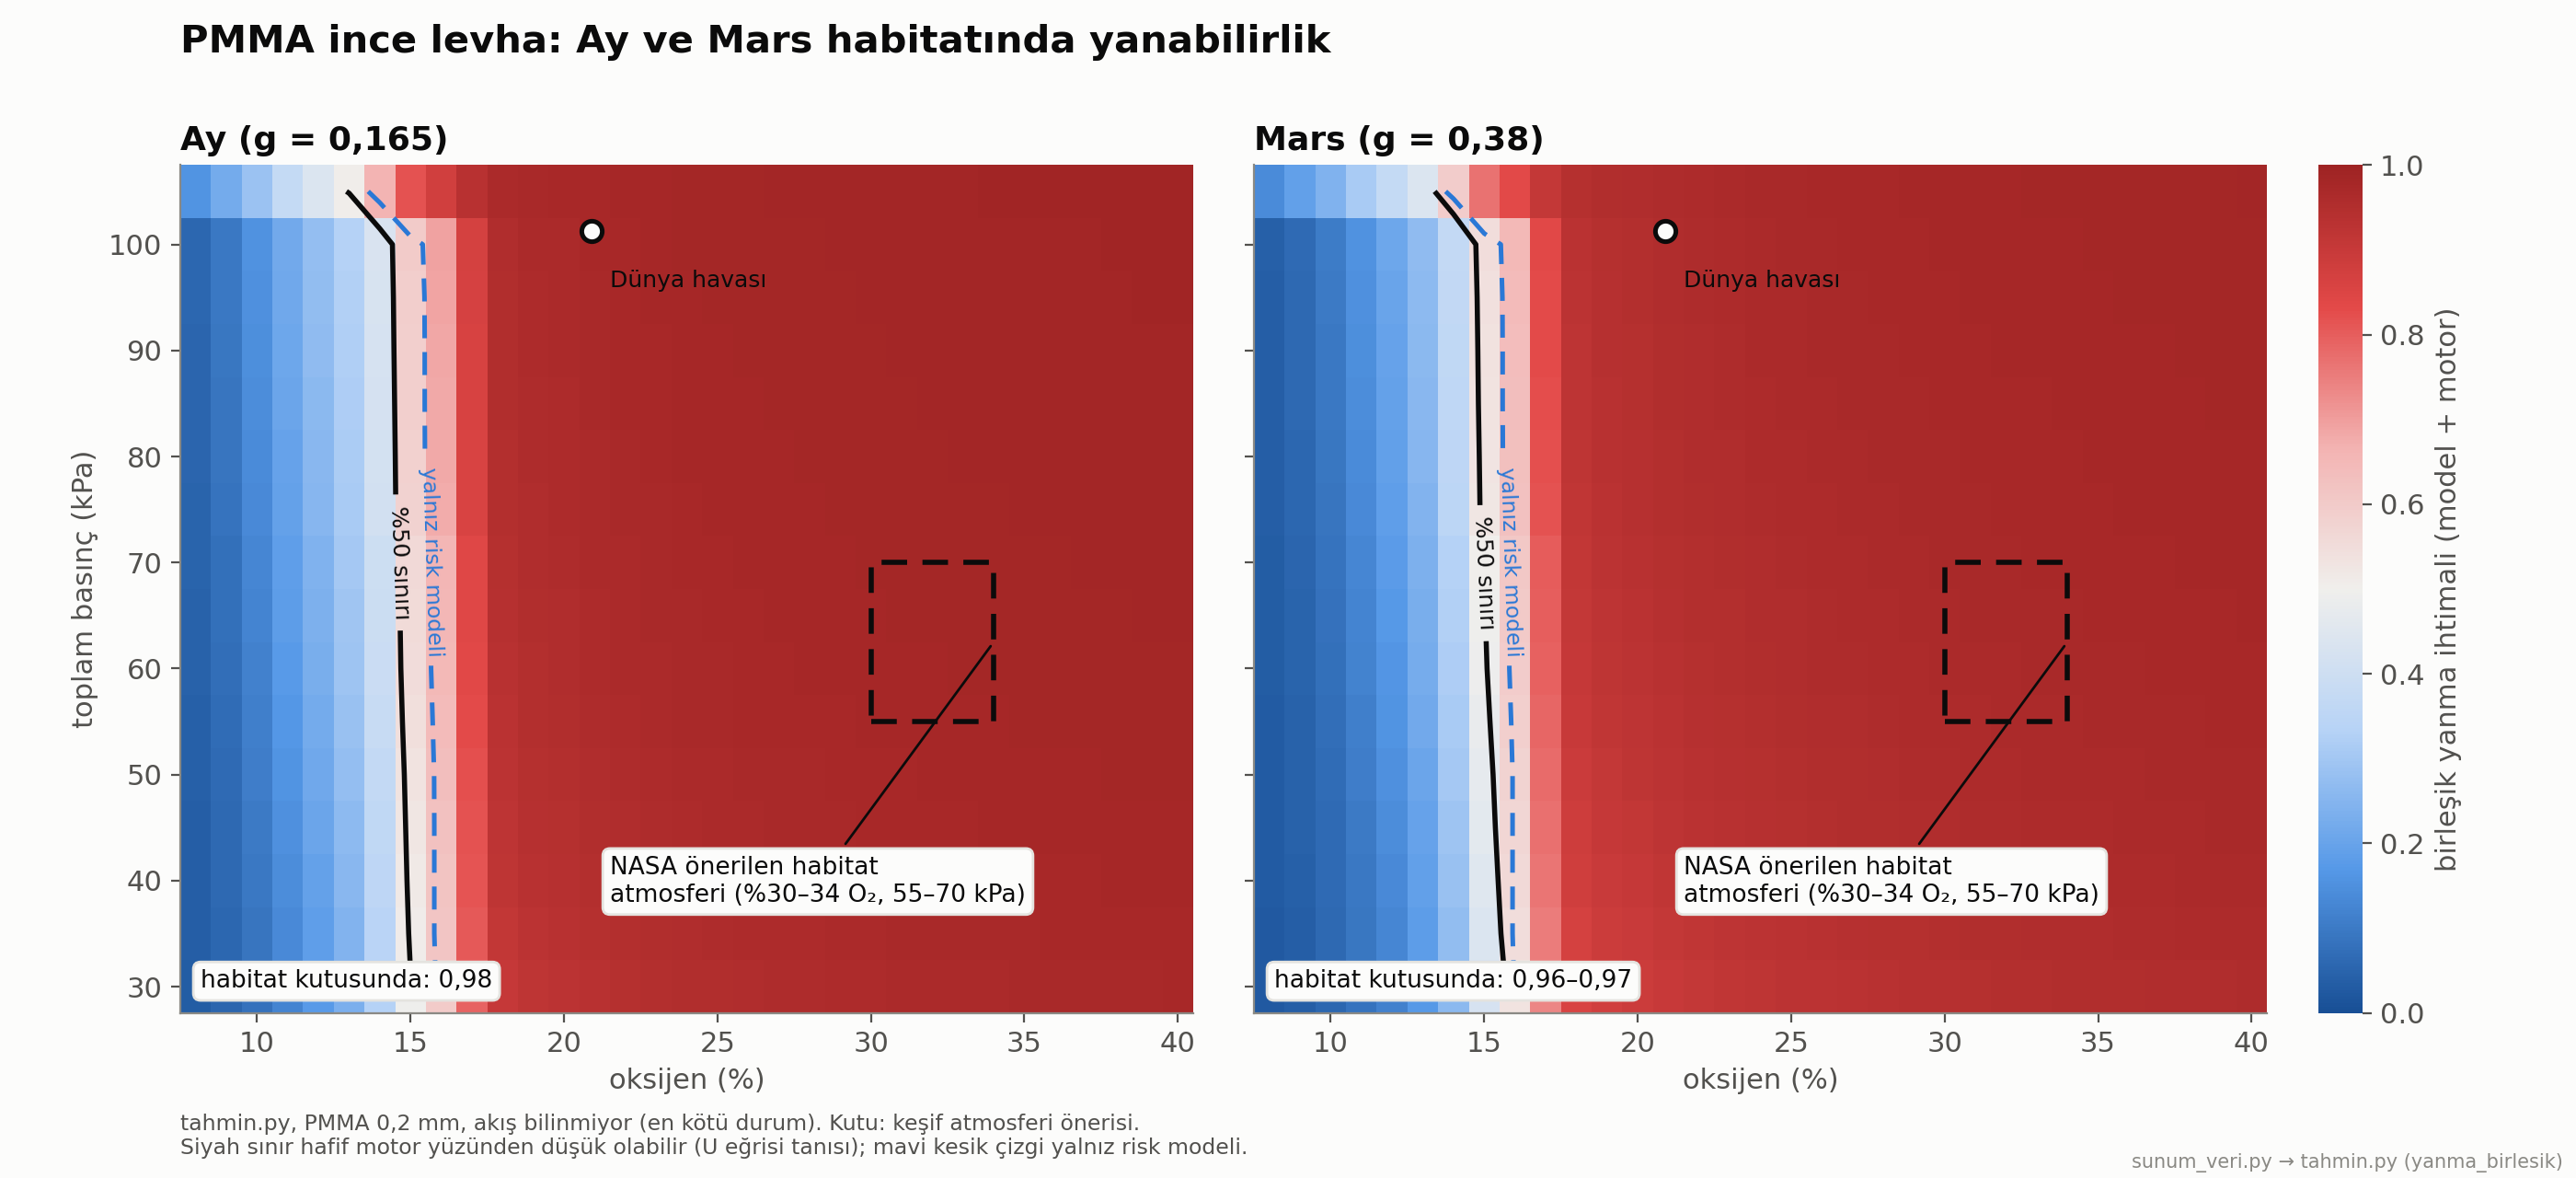 PMMA ince levha: Ay ve Mars habitatında yanabilirlik
Ay (g = 0,165)
toplam basınç (kPa)
100
90
80
70
60
50
40
30
Dünya havası
%50 sınırı
yalnız risk modeli
NASA önerilen habitat
atmosferi (%30–34 O₂, 55–70 kPa)
habitat kutusunda: 0,98
10
15
20
25
30
35
40
oksijen (%)
Mars (g = 0,38)
Dünya havası
%50 sınırı
yalnız risk modeli
NASA önerilen habitat
atmosferi (%30–34 O₂, 55–70 kPa)
habitat kutusunda: 0,96–0,97
10
15
20
25
30
35
40
oksijen (%)
1.0
0.8
0.6
0.4
0.2
0.0
birleşik yanma ihtimali (model + motor)
tahmin.py, PMMA 0,2 mm, akış bilinmiyor (en kötü durum). Kutu: keşif atmosferi önerisi.
Siyah sınır hafif motor yüzünden düşük olabilir (U eğrisi tanısı); mavi kesik çizgi yalnız risk modeli.
sunum_veri.py → tahmin.py (yanma_birlesik)